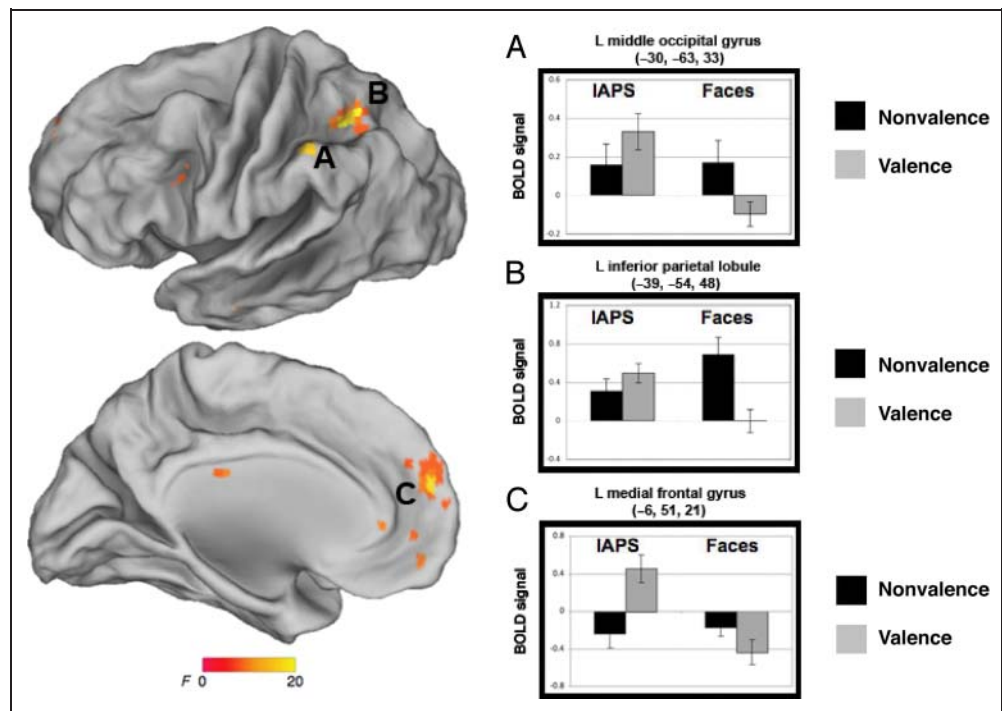 B
A
C
F 0 20
A
L middle occipital gyrus
(–30, –63, 33)
IAPS Faces
BOLD signal
0.6
0.4
0.2
0
-0.2
Nonvalence
Valence
B
L inferior parietal lobule
(–39, –54, 48)
IAPS Faces
BOLD signal
1.2
0.8
0.4
0
-0.4
Nonvalence
Valence
C
L medial frontal gyrus
(–6, 51, 21)
IAPS Faces
BOLD signal
0.8
0.4
0
-0.4
-0.8
Nonvalence
Valence